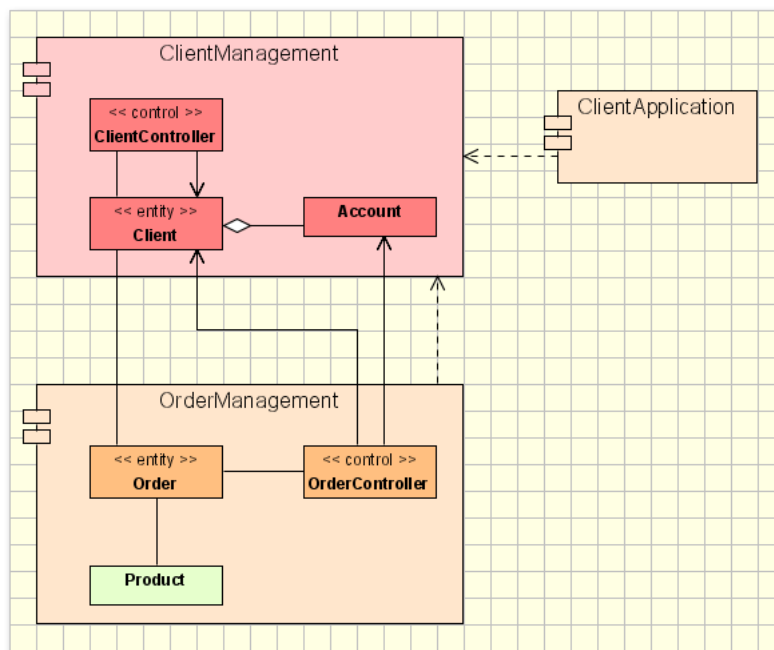 ClientManagement
<< control >>
ClientController
<< entity >>
Client
Account
ClientApplication
OrderManagement
<< entity >>
Order
<< control >>
OrderController
Product